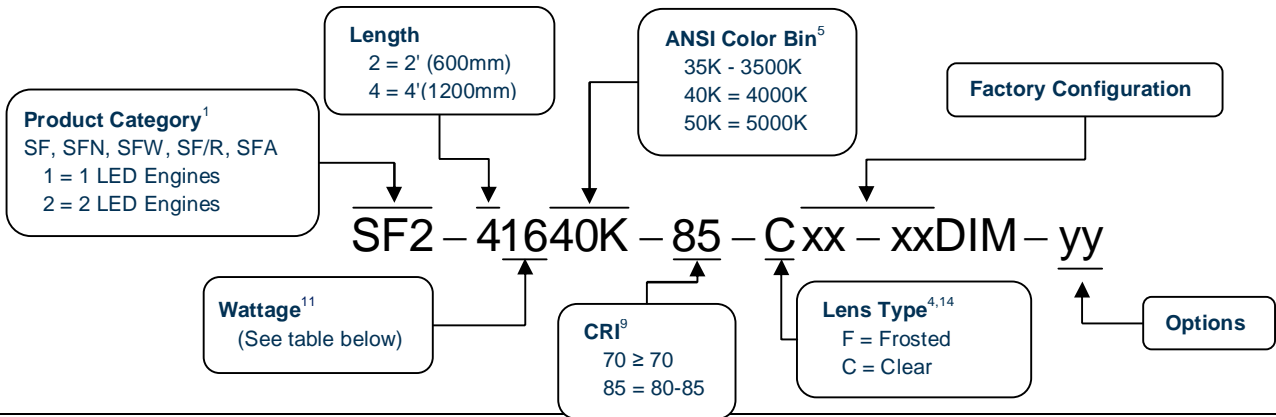 Length
2 = 2' (600mm)
4 = 4'(1200mm)
ANSI Color Bin5
35K - 3500K
40K = 4000K
50K = 5000K
Factory Configuration
Product Category1
SF, SFN, SFW, SF/R, SFA
1 = 1 LED Engines
2 = 2 LED Engines
SF2 – 41640K – 85 – Cxx – xxDIM – yy
Wattage11
(See table below)
CRI9
70 ≥ 70
85 = 80-85
Lens Type4,14
F = Frosted
C = Clear
Options